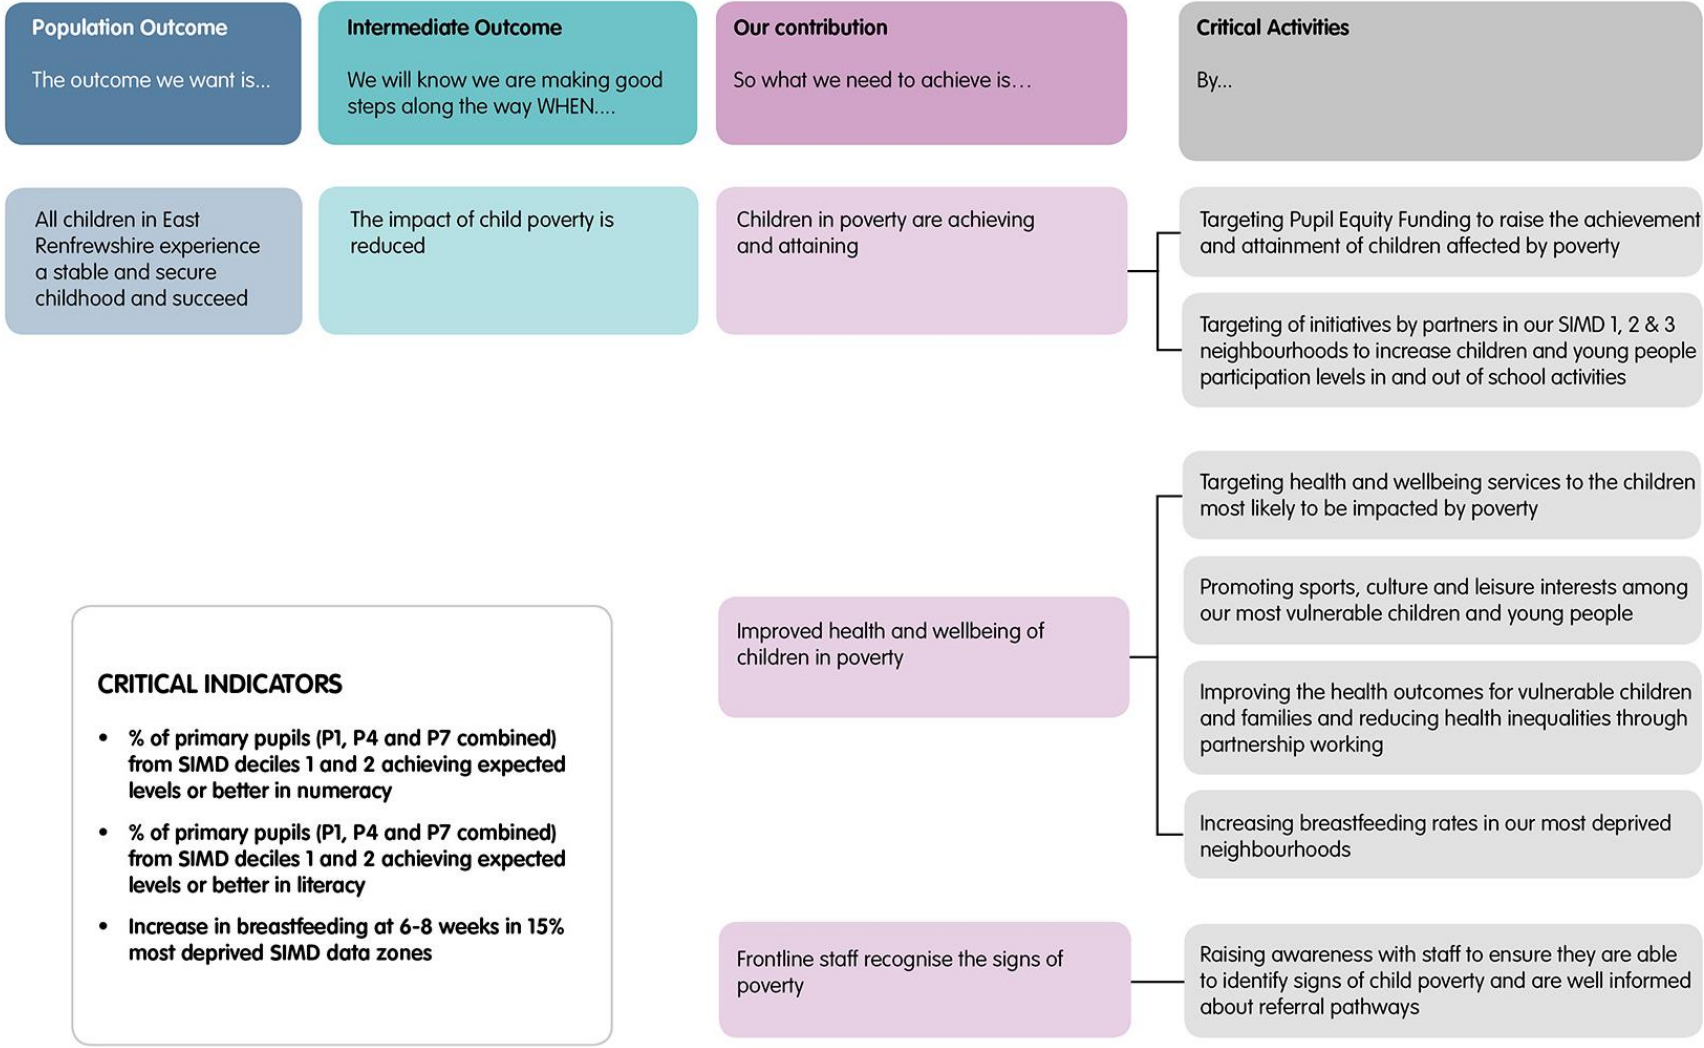 Population Outcome
The outcome we want is...
Intermediate Outcome
We will know we are making good
steps along the way WHEN....
Our contribution
So what we need to achieve is…
Critical Activities
By...
All children in East
Renfrewshire experience
a stable and secure
childhood and succeed
The impact of child poverty is
reduced
Children in poverty are achieving
and attaining
Targeting Pupil Equity Funding to raise the achievement
and attainment of children affected by poverty
Targeting of initiatives by partners in our SIMD 1, 2 & 3
neighbourhoods to increase children and young people
participation levels in and out of school activities
Improved health and wellbeing of
children in poverty
Targeting health and wellbeing services to the children
most likely to be impacted by poverty
Promoting sports, culture and leisure interests among
our most vulnerable children and young people
Improving the health outcomes for vulnerable children
and families and reducing health inequalities through
partnership working
Increasing breastfeeding rates in our most deprived
neighbourhoods
Frontline staff recognise the signs of
poverty
Raising awareness with staff to ensure they are able
to identify signs of child poverty and are well informed
about referral pathways
CRITICAL INDICATORS
• % of primary pupils (P1, P4 and P7 combined)
from SIMD deciles 1 and 2 achieving expected
levels or better in numeracy
• % of primary pupils (P1, P4 and P7 combined)
from SIMD deciles 1 and 2 achieving expected
levels or better in literacy
• Increase in breastfeeding at 6-8 weeks in 15%
most deprived SIMD data zones